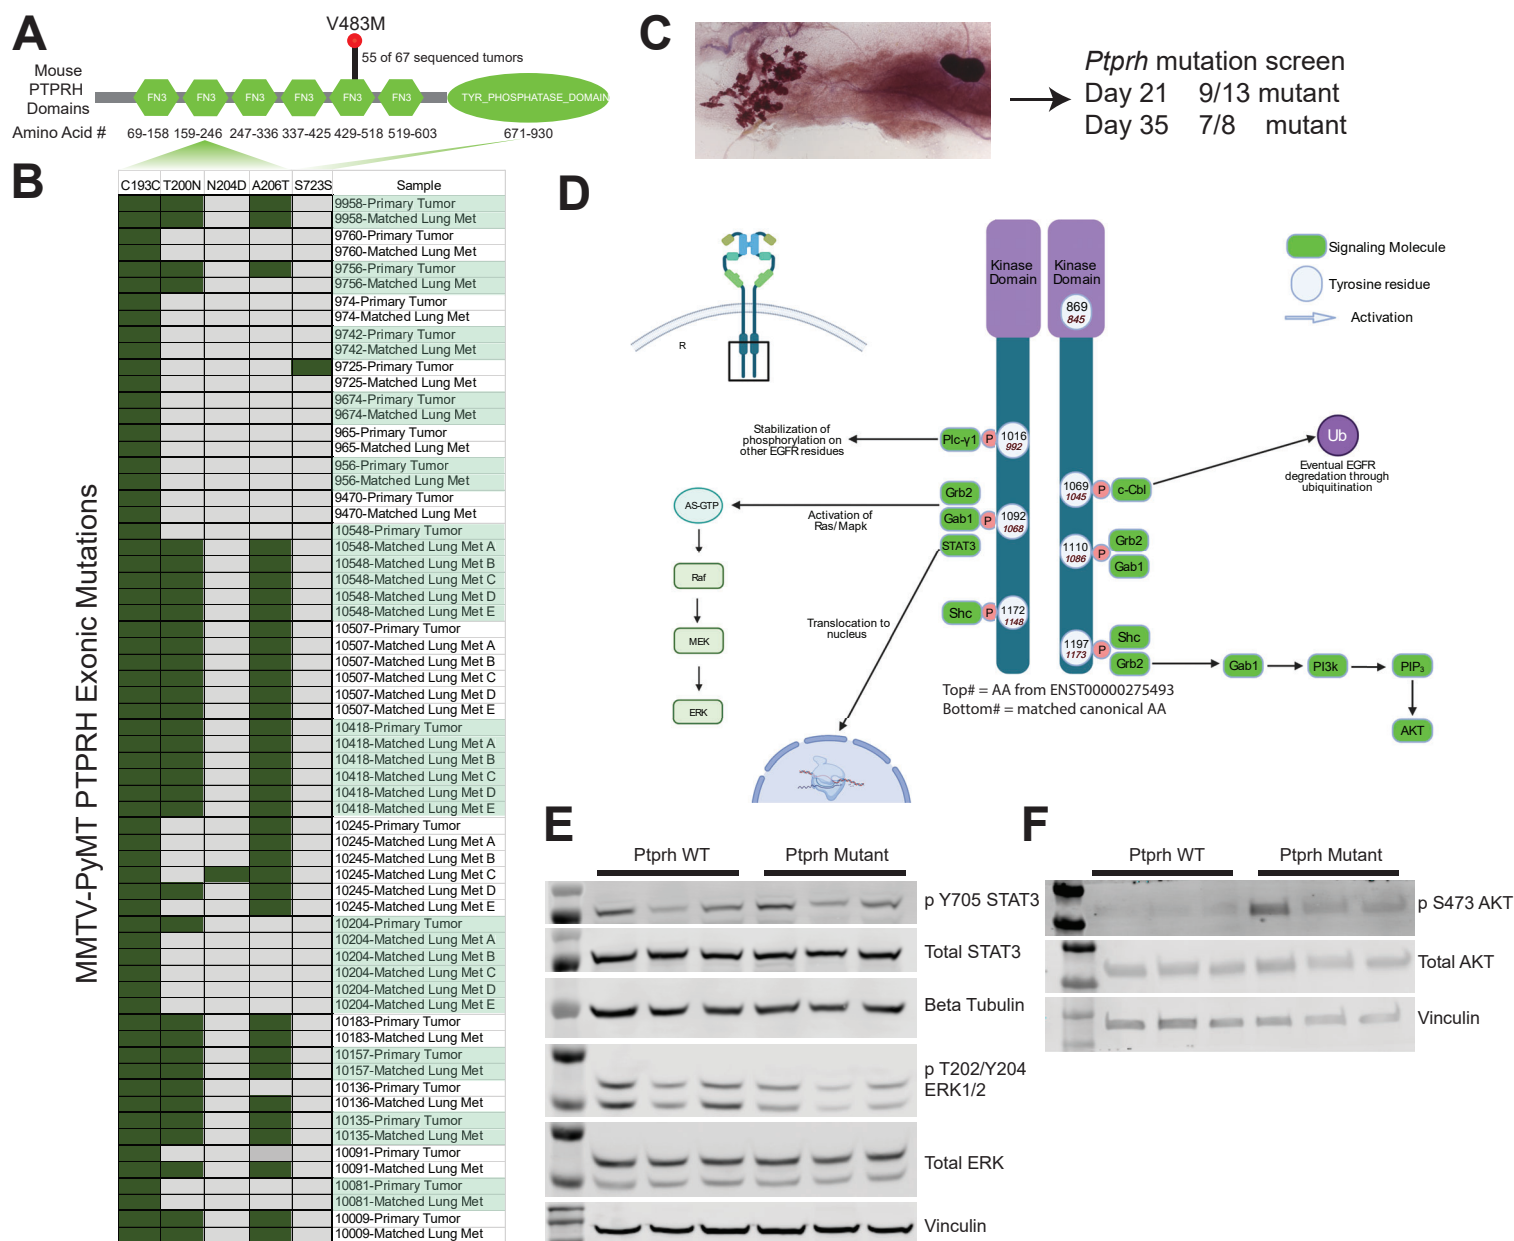 A
V483M
55 of 67 sequenced tumors
Mouse
PTPRH
Domains
FN3 FN3 FN3 FN3 FN3 FN3 TYR_PHOSPHATASE_DOMAIN
Amino Acid # 69-158 159-246 247-336 337-425 429-518 519-603 671-930
B
MMTV-PyMT PTPRH Exonic Mutations
C193C T200N N204D A206T S723S Sample
9958-Primary Tumor
9958-Matched Lung Met
9760-Primary Tumor
9760-Matched Lung Met
9756-Primary Tumor
9756-Matched Lung Met
974-Primary Tumor
974-Matched Lung Met
9742-Primary Tumor
9742-Matched Lung Met
9725-Primary Tumor
9725-Matched Lung Met
9674-Primary Tumor
9674-Matched Lung Met
965-Primary Tumor
965-Matched Lung Met
956-Primary Tumor
956-Matched Lung Met
9470-Primary Tumor
9470-Matched Lung Met
10548-Primary Tumor
10548-Matched Lung Met A
10548-Matched Lung Met B
10548-Matched Lung Met C
10548-Matched Lung Met D
10548-Matched Lung Met E
10507-Primary Tumor
10507-Matched Lung Met A
10507-Matched Lung Met B
10507-Matched Lung Met C
10507-Matched Lung Met D
10507-Matched Lung Met E
10418-Primary Tumor
10418-Matched Lung Met A
10418-Matched Lung Met B
10418-Matched Lung Met C
10418-Matched Lung Met D
10418-Matched Lung Met E
10245-Primary Tumor
10245-Matched Lung Met A
10245-Matched Lung Met B
10245-Matched Lung Met C
10245-Matched Lung Met D
10245-Matched Lung Met E
10204-Primary Tumor
10204-Matched Lung Met A
10204-Matched Lung Met B
10204-Matched Lung Met C
10204-Matched Lung Met D
10204-Matched Lung Met E
10183-Primary Tumor
10183-Matched Lung Met
10157-Primary Tumor
10157-Matched Lung Met
10136-Primary Tumor
10136-Matched Lung Met
10135-Primary Tumor
10135-Matched Lung Met
10091-Primary Tumor
10091-Matched Lung Met
10081-Primary Tumor
10081-Matched Lung Met
10009-Primary Tumor
10009-Matched Lung Met
C
Ptprh mutation screen
Day 21 9/13 mutant
Day 35 7/8 mutant
D
R
Kinase
Domain
Kinase
Domain
869
845
Signaling Molecule
Tyrosine residue
Activation
Stabilization of
phosphorylation on
other EGFR residues
Plc-γ1 P 1016
992
1069
1045
P c-Cbl
Ub
Eventual EGFR
degredation through
ubiquitination
AS-GTP
Activation of
Ras/Mapk
Grb2
Gab1 P 1092
1068
STAT3
1110
1086
P Grb2
Gab1
Raf
MEK
ERK
Translocation to
nucleus
Shc P 1172
1148
1197
1173
P Shc
Grb2
Gab1
PI3k
PIP3
AKT
Top# = AA from ENST00000275493
Bottom# = matched canonical AA
E
Ptprh WT Ptprh Mutant
p Y705 STAT3
Total STAT3
Beta Tubulin
p T202/Y204
ERK1/2
Total ERK
Vinculin
F
Ptprh WT Ptprh Mutant
p S473 AKT
Total AKT
Vinculin